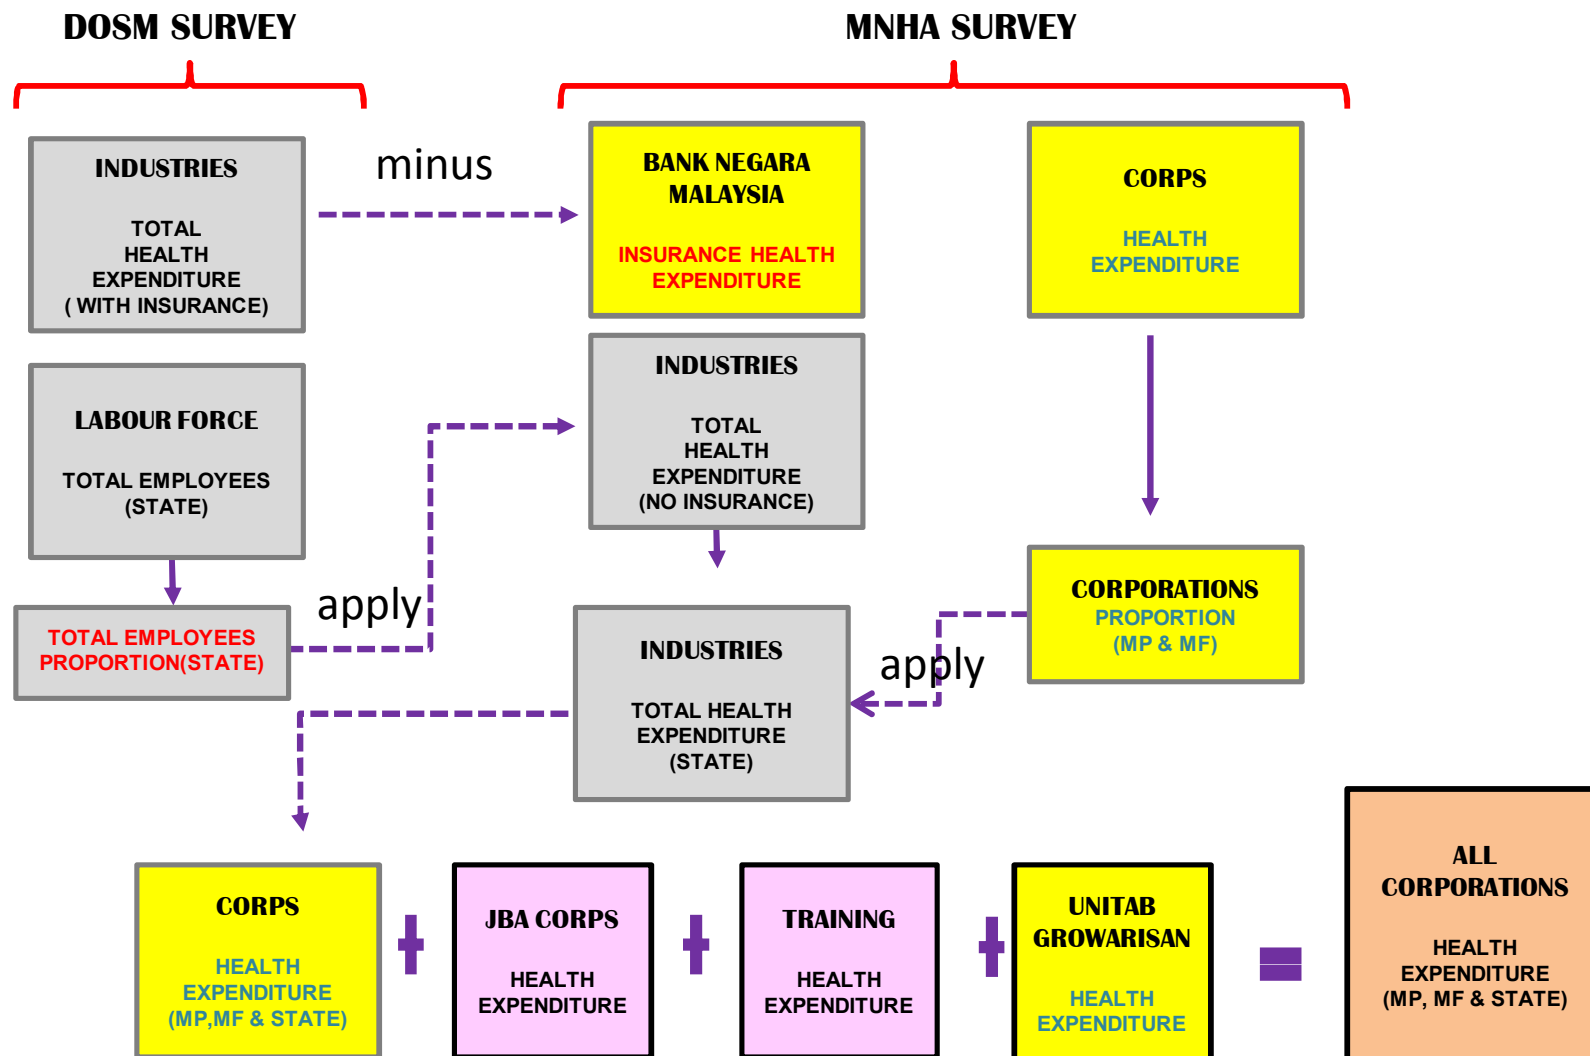 DOSM SURVEY
MNHA SURVEY
INDUSTRIES
TOTAL
HEALTH
EXPENDITURE
( WITH INSURANCE)
minus
BANK NEGARA
MALAYSIA
INSURANCE HEALTH
EXPENDITURE
CORPS
HEALTH
EXPENDITURE
LABOUR FORCE
TOTAL EMPLOYEES
(STATE)
INDUSTRIES
TOTAL
HEALTH
EXPENDITURE
(NO INSURANCE)
TOTAL EMPLOYEES
PROPORTION(STATE)
apply
INDUSTRIES
TOTAL HEALTH
EXPENDITURE
(STATE)
apply
CORPORATIONS
PROPORTION
(MP & MF)
CORPS
HEALTH
EXPENDITURE
(MP,MF & STATE)
JBA CORPS
HEALTH
EXPENDITURE
TRAINING
HEALTH
EXPENDITURE
UNITAB
GROWARISAN
HEALTH
EXPENDITURE
ALL
CORPORATIONS
HEALTH
EXPENDITURE
(MP, MF & STATE)